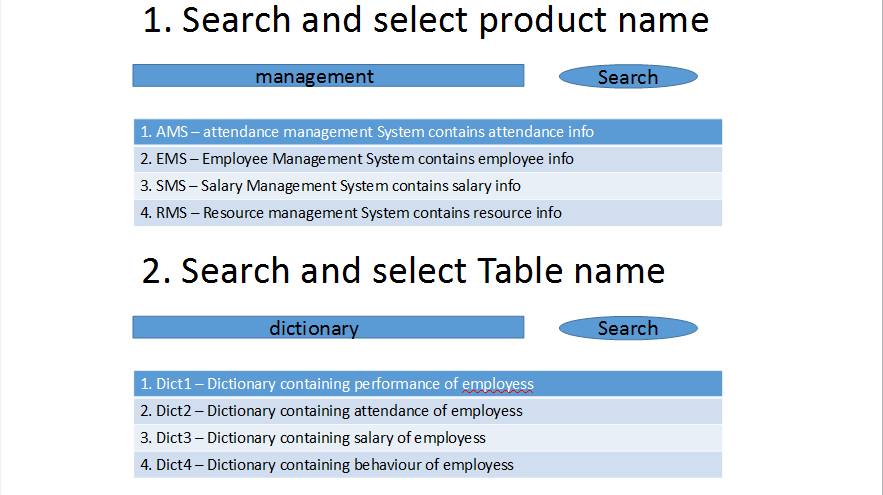 1. Search and select product name
management
Search
1. AMS – attendance management System contains attendance info
2. EMS – Employee Management System contains employee info
3. SMS – Salary Management System contains salary info
4. RMS – Resource management System contains resource info
2. Search and select Table name
dictionary
Search
1. Dict1 – Dictionary containing performance of employess
2. Dict2 – Dictionary containing attendance of employess
3. Dict3 – Dictionary containing salary of employess
4. Dict4 – Dictionary containing behaviour of employess